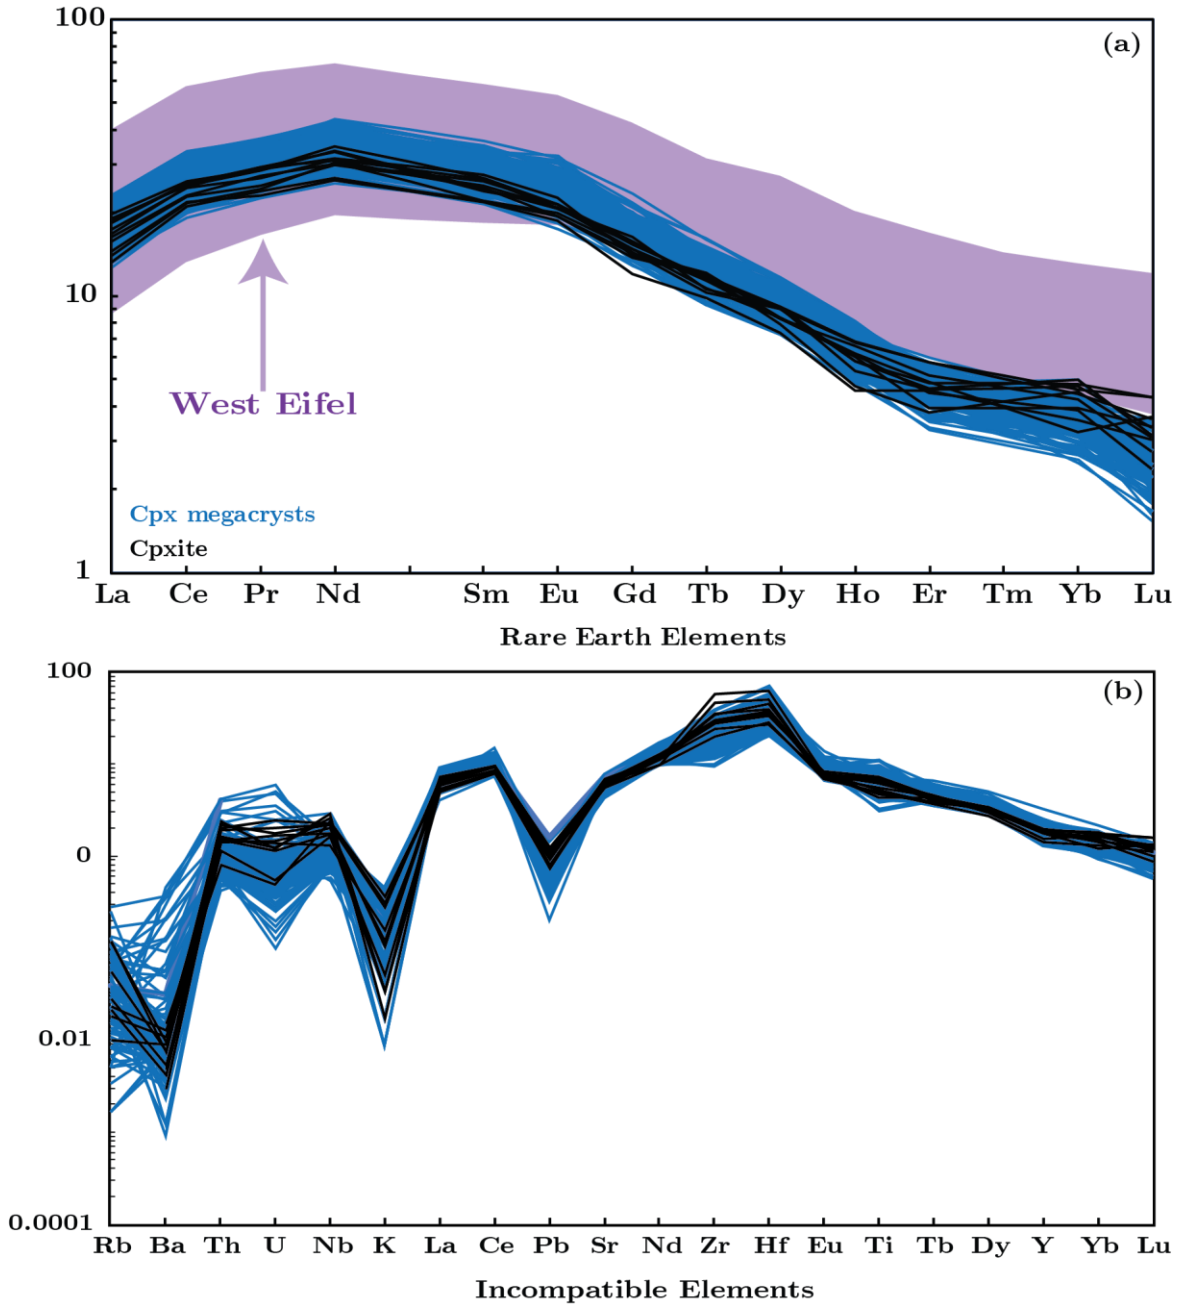 100
(a)
10
West Eifel
Cpx megacrysts
Cpxite
1
La Ce Pr Nd Sm Eu Gd Tb Dy Ho Er Tm Yb Lu
Rare Earth Elements
100
(b)
0
0.01
0.0001
Rb Ba Th U Nb K La Ce Pb Sr Nd Zr Hf Eu Ti Tb Dy Y Yb Lu
Incompatible Elements